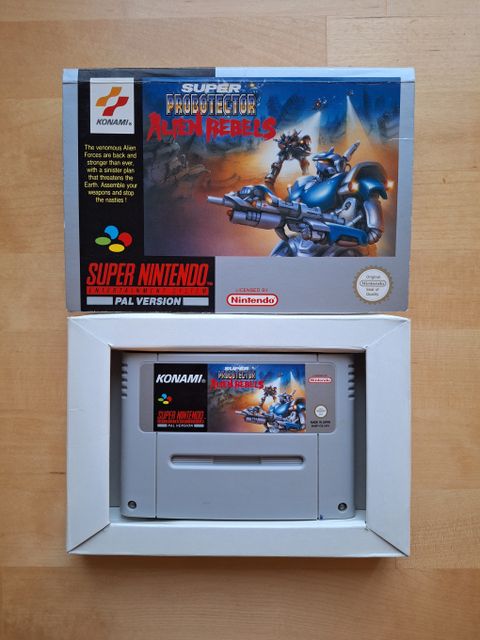 KONAMI
SUPER
PROBOTECTOR
ALIEN REBELS
The venomous Alien
Forces are back and
stronger than ever,
with a sinister plan
that threatens the
Earth. Assemble your
weapons and stop
the nasties !
SUPER NINTENDO
ENTERTAINMENT SYSTEM
PAL VERSION
LICENSED BY
Nintendo
Original
Nintendo
Seal of
Quality
KONAMI
SUPER
PROBOTECTOR
ALIEN REBELS
SUPER NINTENDO
PAL VERSION
Nintendo
MADE IN JAPAN